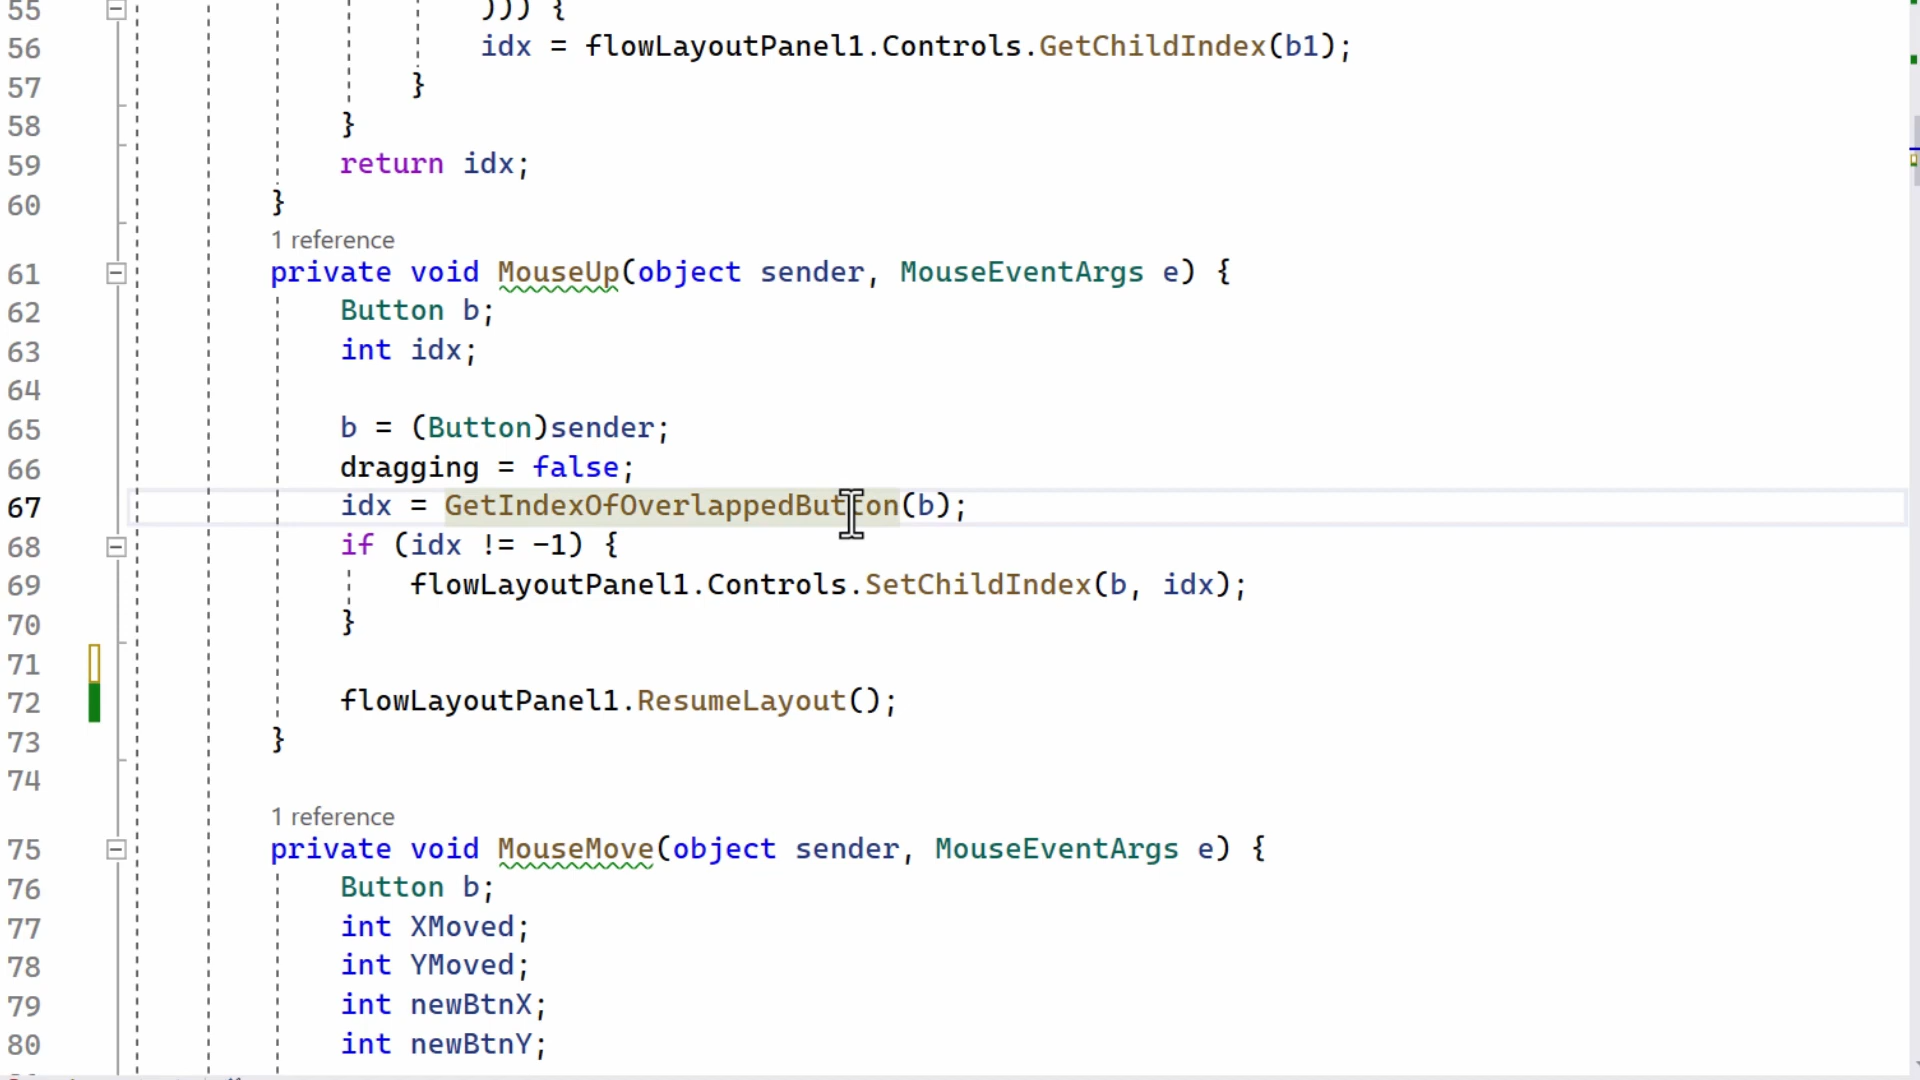 55 ))) {
56 idx = flowLayoutPanel1.Controls.GetChildIndex(b1);
57 }
58 }
59 return idx;
60 }
1 reference
61 private void MouseUp(object sender, MouseEventArgs e) {
62 Button b;
63 int idx;
64
65 b = (Button)sender;
66 dragging = false;
67 idx = GetIndexOfOverlappedButton(b);
68 if (idx != -1) {
69 flowLayoutPanel1.Controls.SetChildIndex(b, idx);
70 }
71
72 flowLayoutPanel1.ResumeLayout();
73 }
74
1 reference
75 private void MouseMove(object sender, MouseEventArgs e) {
76 Button b;
77 int XMoved;
78 int YMoved;
79 int newBtnX;
80 int newBtnY;